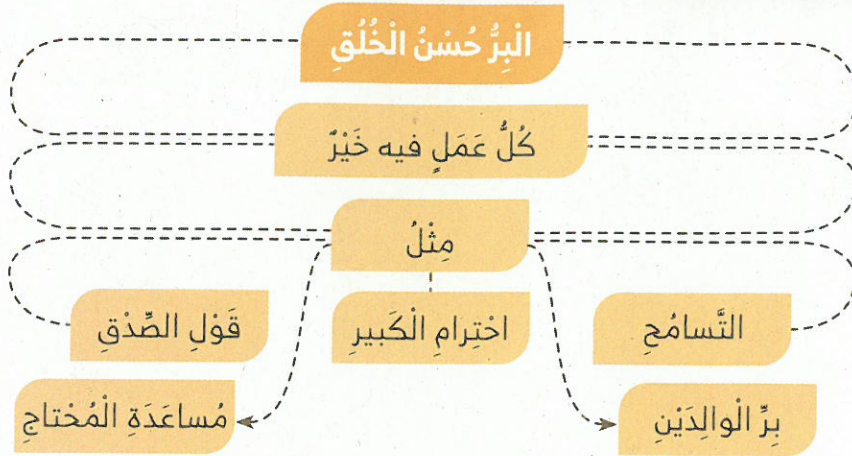 الْبِرُّ حُسْنُ الْخُلُقِ
كُلُّ عَمَلٍ فيه خَيْرٌ
مِثْلُ
التَّسامُحِ
احْتِرامِ الْكَبيرِ
قَوْلِ الصِّدْقِ
بِرِّ الْوالِدَيْنِ
مُساعَدَةِ الْمُحْتاجِ